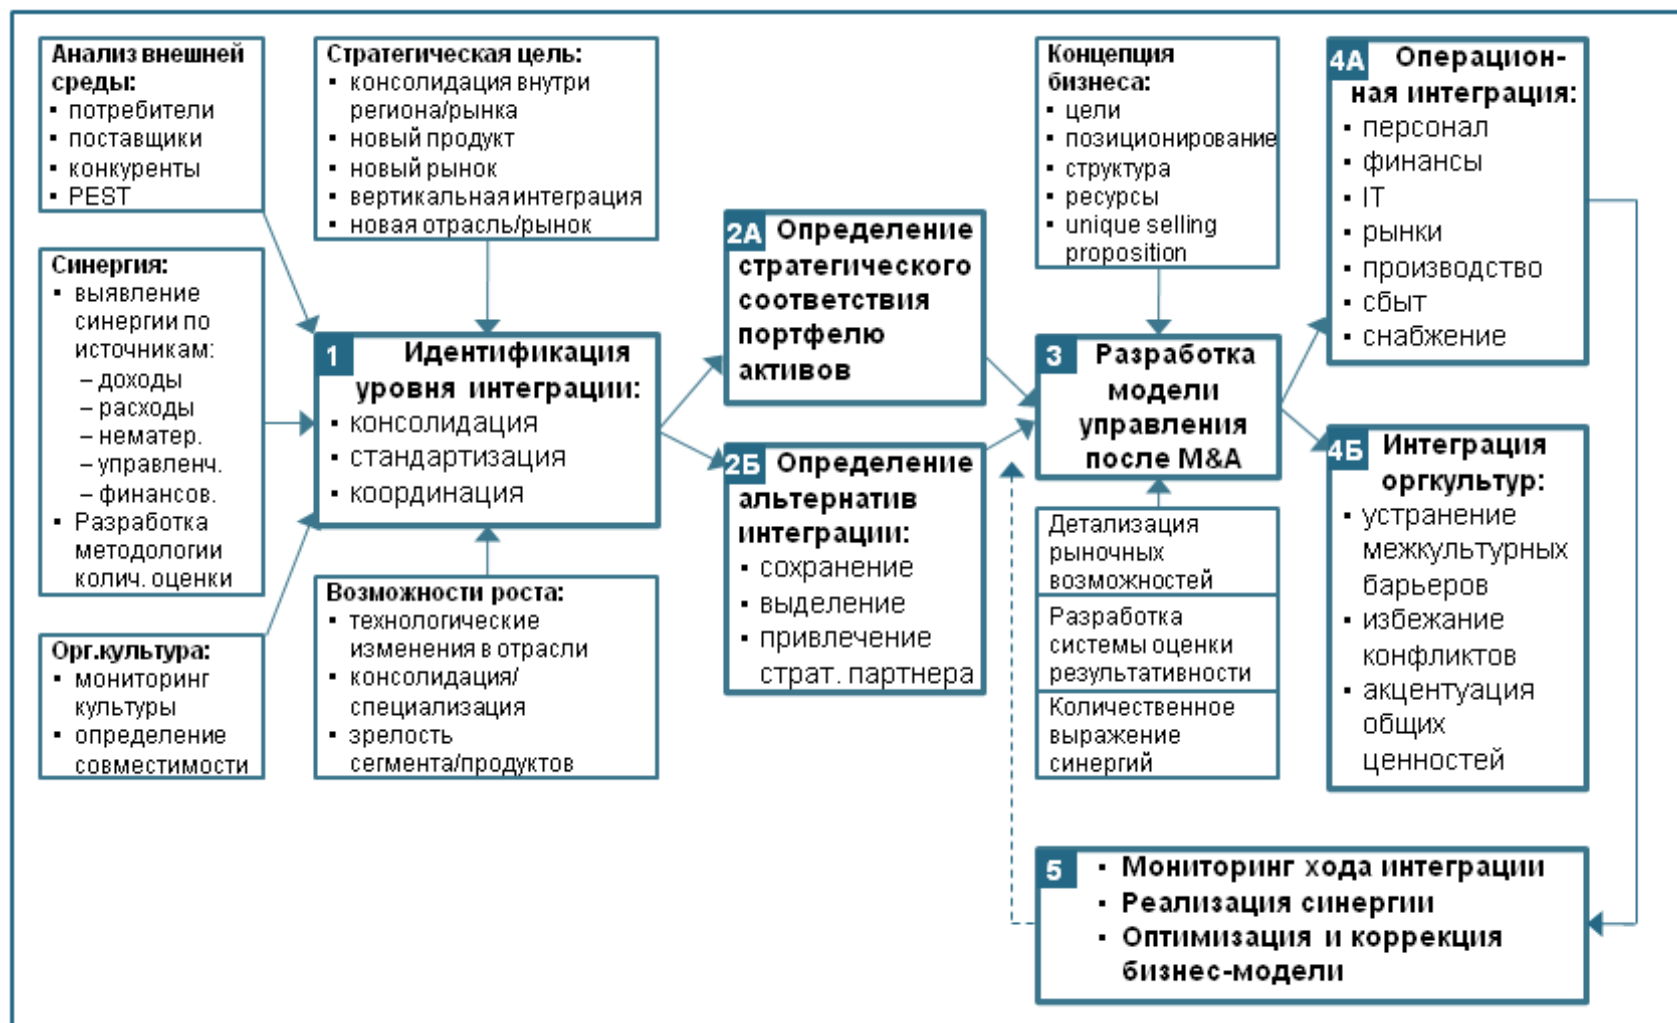 Анализ внешней
среды:
▪ потребители
▪ поставщики
▪ конкуренты
▪ PEST
Синергия:
▪ выявление
синергии по
источникам:
– доходы
– расходы
– нематер.
– управленч.
– финансов.
▪ Разработка
методологии
колич. оценки
Орг.культура:
▪ мониторинг
культуры
▪ определение
совместимости
Стратегическая цель:
▪ консолидация внутри
региона/рынка
▪ новый продукт
▪ новый рынок
▪ вертикальная интеграция
▪ новая отрасль/рынок
1 Идентификация
уровня интеграции:
▪ консолидация
▪ стандартизация
▪ координация
Возможности роста:
▪ технологические
изменения в отрасли
▪ консолидация/
специализация
▪ зрелость
сегмента/продуктов
2А Определение
стратегического
соответствия
портфелю
активов
2Б Определение
альтернатив
интеграции:
▪ сохранение
▪ выделение
▪ привлечение
страт. партнера
Концепция
бизнеса:
▪ цели
▪ позиционирование
▪ структура
▪ ресурсы
▪ unique selling
proposition
3 Разработка
модели
управления
после M&A
Детализация
рыночных
возможностей
Разработка
системы оценки
результативности
Количественное
выражение
синергий
4А Операцион-
ная интеграция:
▪ персонал
▪ финансы
▪ IT
▪ рынки
▪ производство
▪ сбыт
▪ снабжение
4Б Интеграция
оргкультур:
▪ устранение
межкультурных
барьеров
▪ избежание
конфликтов
▪ акцентуация
общих
ценностей
5 ▪ Мониторинг хода интеграции
▪ Реализация синергии
▪ Оптимизация и коррекция
бизнес-модели